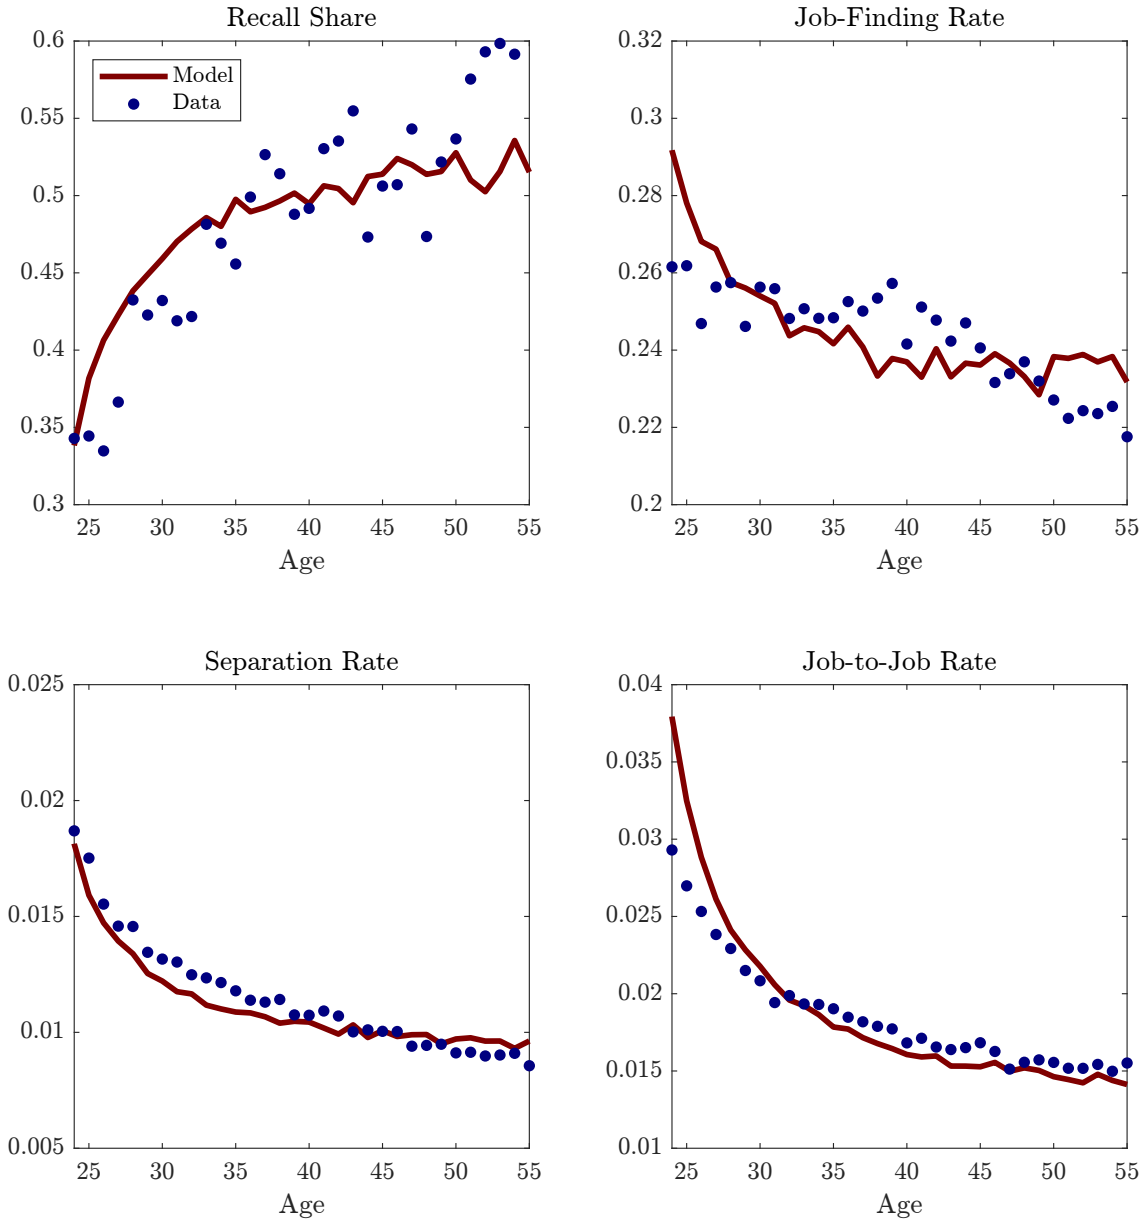 Recall Share
0.6
0.55
0.5
0.45
0.4
0.35
0.3
Model
Data
25 30 35 40 45 50 55
Age
Job-Finding Rate
0.32
0.3
0.28
0.26
0.24
0.22
0.2
25 30 35 40 45 50 55
Age
Separation Rate
0.025
0.02
0.015
0.01
0.005
25 30 35 40 45 50 55
Age
Job-to-Job Rate
0.04
0.035
0.03
0.025
0.02
0.015
0.01
25 30 35 40 45 50 55
Age